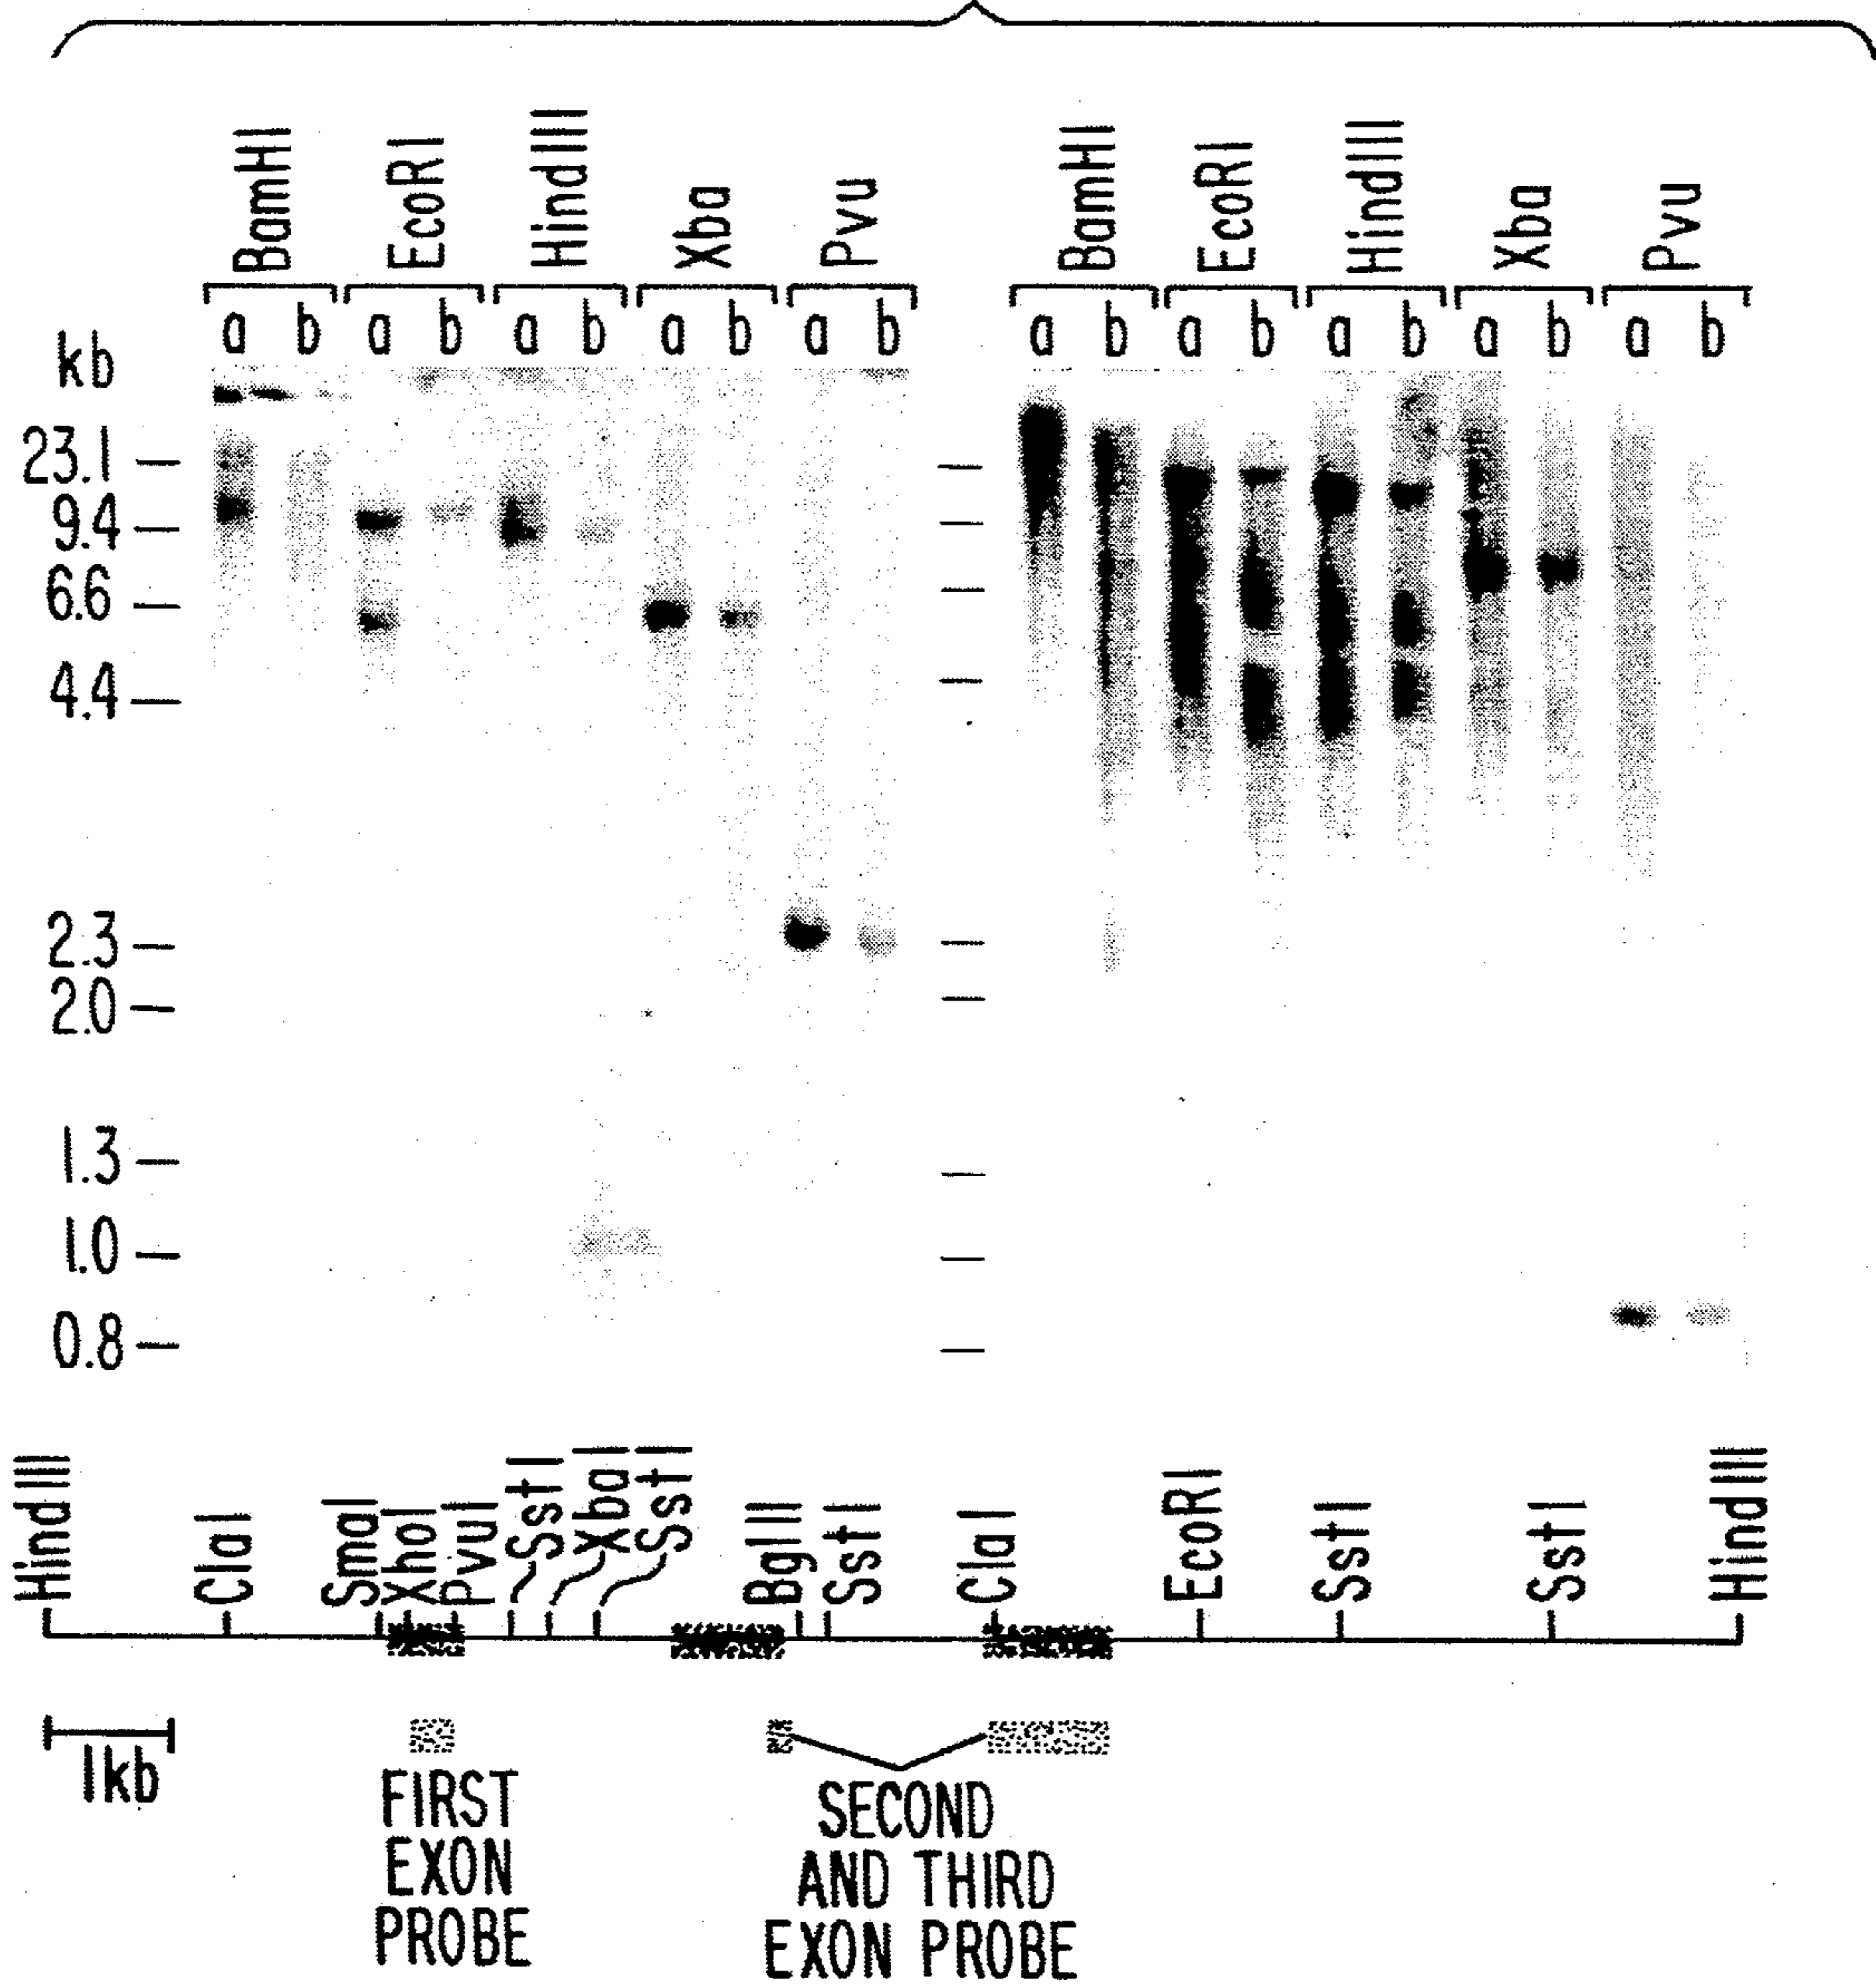 BamHI EcoRI HindIII Xba Pvu BamHI EcoRI HindIII Xba Pvu
a b a b a b a b a b a b a b a b a b a b
kb
23.1
9.4
6.6
4.4
2.3
2.0
1.3
1.0
0.8
HindIII ClaI SmaI XhoI PvuI SstI XbaI SstI BglII SstI ClaI EcoRI SstI SstI HindIII
1kb
FIRST
EXON
PROBE
SECOND
AND THIRD
EXON PROBE